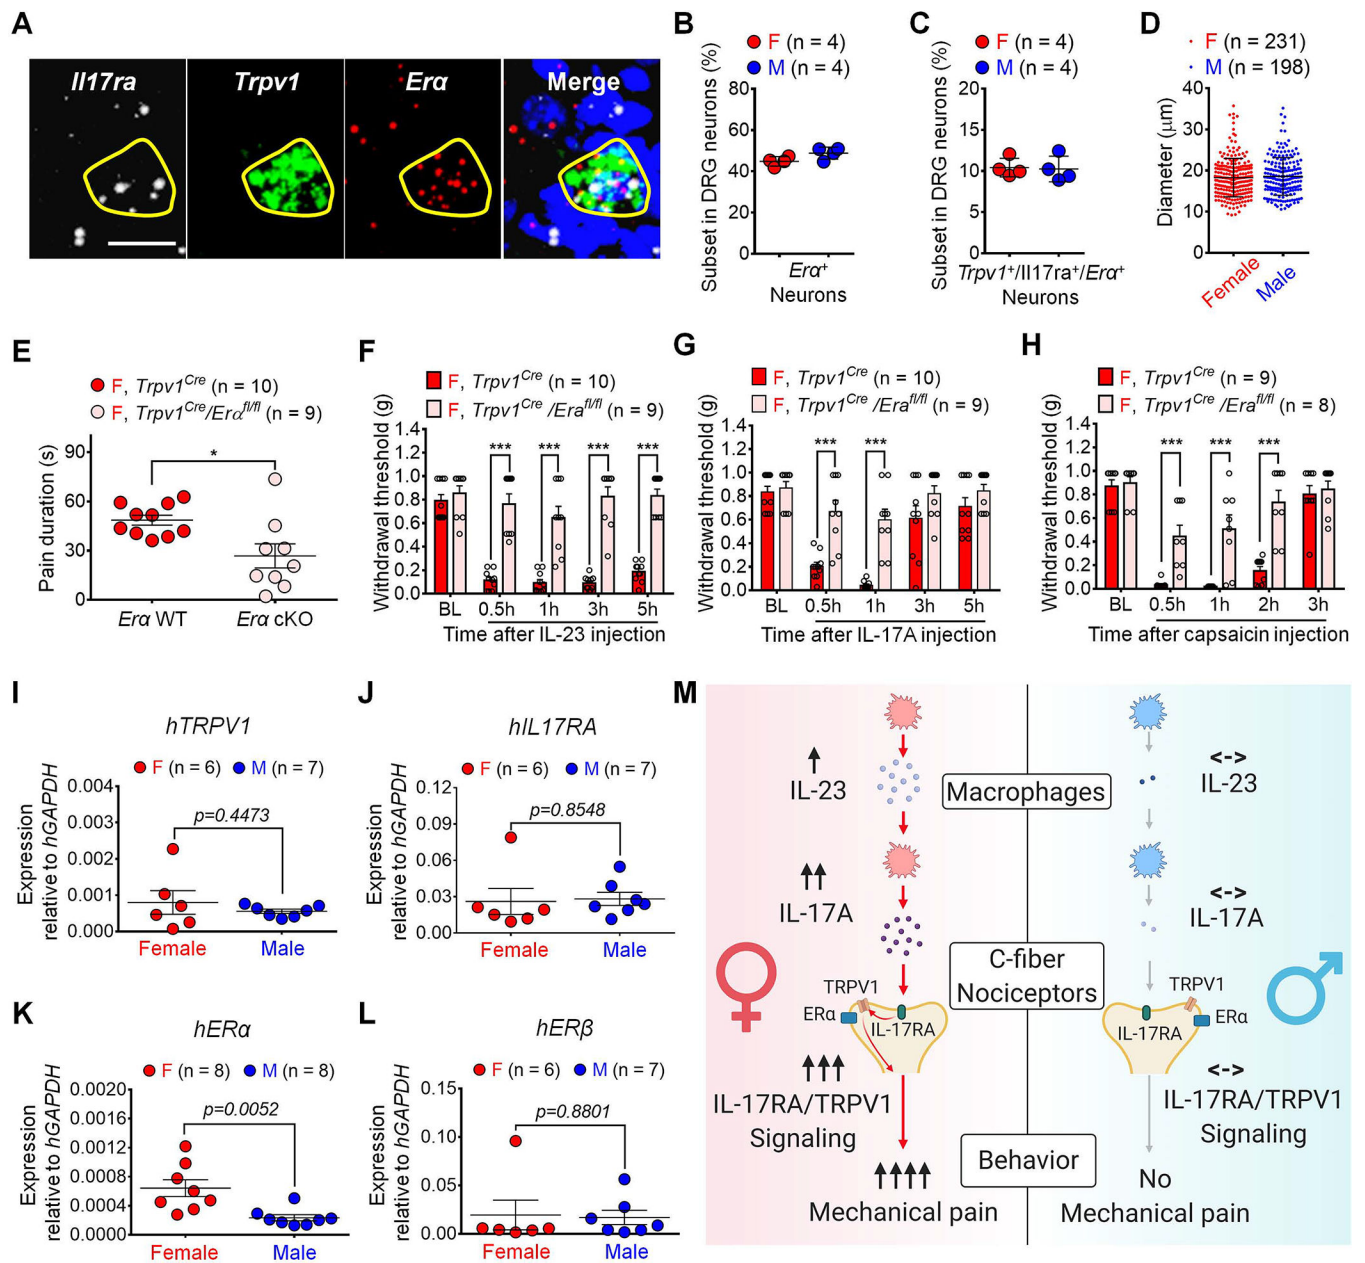 A
Il17ra
Trpv1
Erα
Merge
B
F (n = 4)
M (n = 4)
Subset in DRG neurons (%)
80
60
40
20
0
Erα⁺
Neurons
C
F (n = 4)
M (n = 4)
Subset in DRG neurons (%)
20
15
10
5
0
Trpv1⁺/Il17ra⁺/Erα⁺
Neurons
D
F (n = 231)
M (n = 198)
Diameter (μm)
40
30
20
10
0
Female
Male
E
F, Trpv1ᶜʳᵉ (n = 10)
F, Trpv1ᶜʳᵉ/Erαᶠˡ/ᶠˡ (n = 9)
Pain duration (s)
90
60
30
0
*
Erα WT
Erα cKO
F
F, Trpv1ᶜʳᵉ (n = 10)
F, Trpv1ᶜʳᵉ /Eraᶠˡ/ᶠˡ (n = 9)
Withdrawal threshold (g)
1.4
1.2
1.0
0.8
0.6
0.4
0.2
0.0
*** *** *** ***
BL 0.5h 1h 3h 5h
Time after IL-23 injection
G
F, Trpv1ᶜʳᵉ (n = 10)
F, Trpv1ᶜʳᵉ /Eraᶠˡ/ᶠˡ (n = 9)
Withdrawal threshold (g)
1.4
1.2
1.0
0.8
0.6
0.4
0.2
0.0
*** ***
BL 0.5h 1h 3h 5h
Time after IL-17A injection
H
F, Trpv1ᶜʳᵉ (n = 9)
F, Trpv1ᶜʳᵉ /Eraᶠˡ/ᶠˡ (n = 8)
Withdrawal threshold (g)
1.4
1.2
1.0
0.8
0.6
0.4
0.2
0.0
*** *** ***
BL 0.5h 1h 2h 3h
Time after capsaicin injection
I
hTRPV1
F (n = 6) M (n = 7)
Expression
relative to hGAPDH
0.004
0.003
0.002
0.001
0.000
p=0.4473
Female Male
J
hIL17RA
F (n = 6) M (n = 7)
Expression
relative to hGAPDH
0.12
0.09
0.06
0.03
0.00
p=0.8548
Female Male
K
hERα
F (n = 8) M (n = 8)
Expression
relative to hGAPDH
0.0020
0.0016
0.0012
0.0008
0.0004
0.0000
p=0.0052
Female Male
L
hERβ
F (n = 6) M (n = 7)
Expression
relative to hGAPDH
0.15
0.10
0.05
0.00
p=0.8801
Female Male
M
IL-23
Macrophages
<-> 
IL-23
IL-17A
<->
IL-17A
C-fiber
Nociceptors
TRPV1
ERα
IL-17RA
TRPV1
ERα
IL-17RA
IL-17RA/TRPV1
Signaling
<->
IL-17RA/TRPV1
Signaling
Behavior
Mechanical pain
No
Mechanical pain